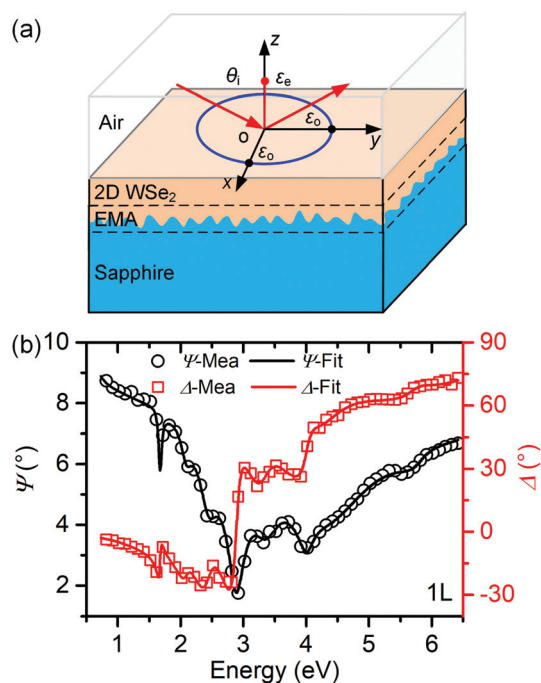 (a)
z
θi
εe
Air
o
εo
εo
y
x
2D WSe2
EMA
Sapphire
(b)
10
8
6
4
2
Ψ (°)
Ψ-Mea Ψ-Fit
Δ-Mea Δ-Fit
90
60
30
0
-30
Δ (°)
1L
1 2 3 4 5 6
Energy (eV)